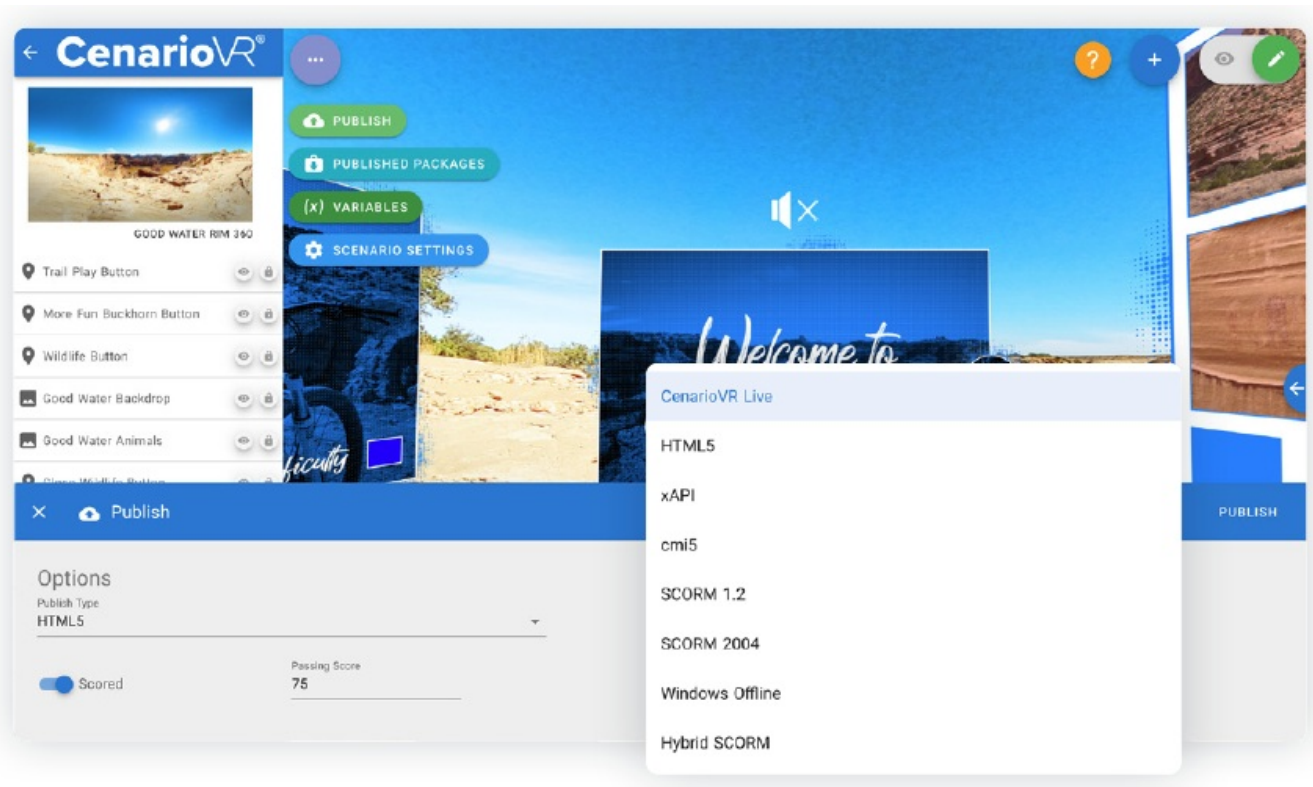 CenarioVR®
...
?
+
PUBLISH
PUBLISHED PACKAGES
(x) VARIABLES
SCENARIO SETTINGS
GOOD WATER RIM 360
Trail Play Button
More Fun Buckhorn Button
Wildlife Button
Good Water Backdrop
Good Water Animals
Welcome to
ficulty
Publish
PUBLISH
Options
Publish Type
HTML5
Scored
Passing Score
75
CenarioVR Live
HTML5
xAPI
cmi5
SCORM 1.2
SCORM 2004
Windows Offline
Hybrid SCORM